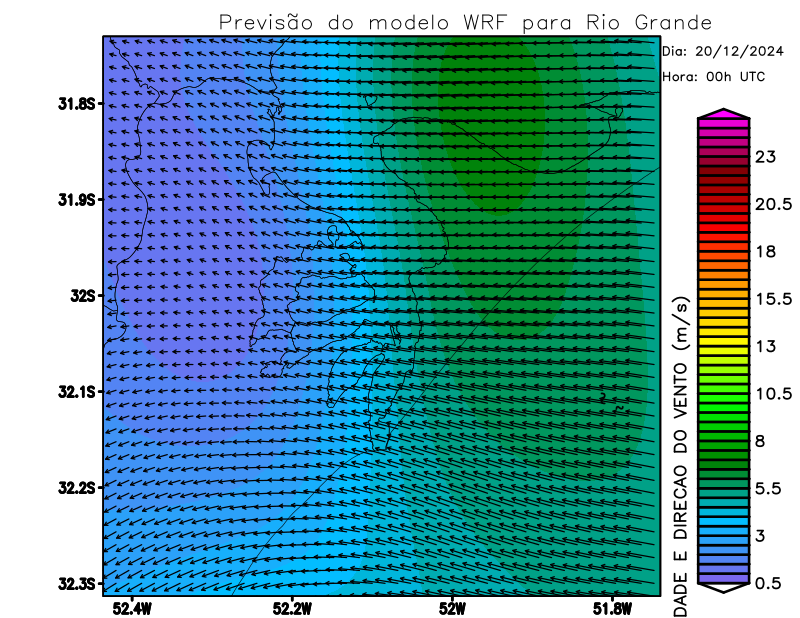 Previsão do modelo WRF para Rio Grande
Dia: 20/12/2024
Hora: 00h UTC
31.8S
31.9S
32S
32.1S
32.2S
32.3S
52.4W
52.2W
52W
51.8W
DADE E DIRECAO DO VENTO (m/s)
23
20.5
18
15.5
13
10.5
8
5.5
3
0.5